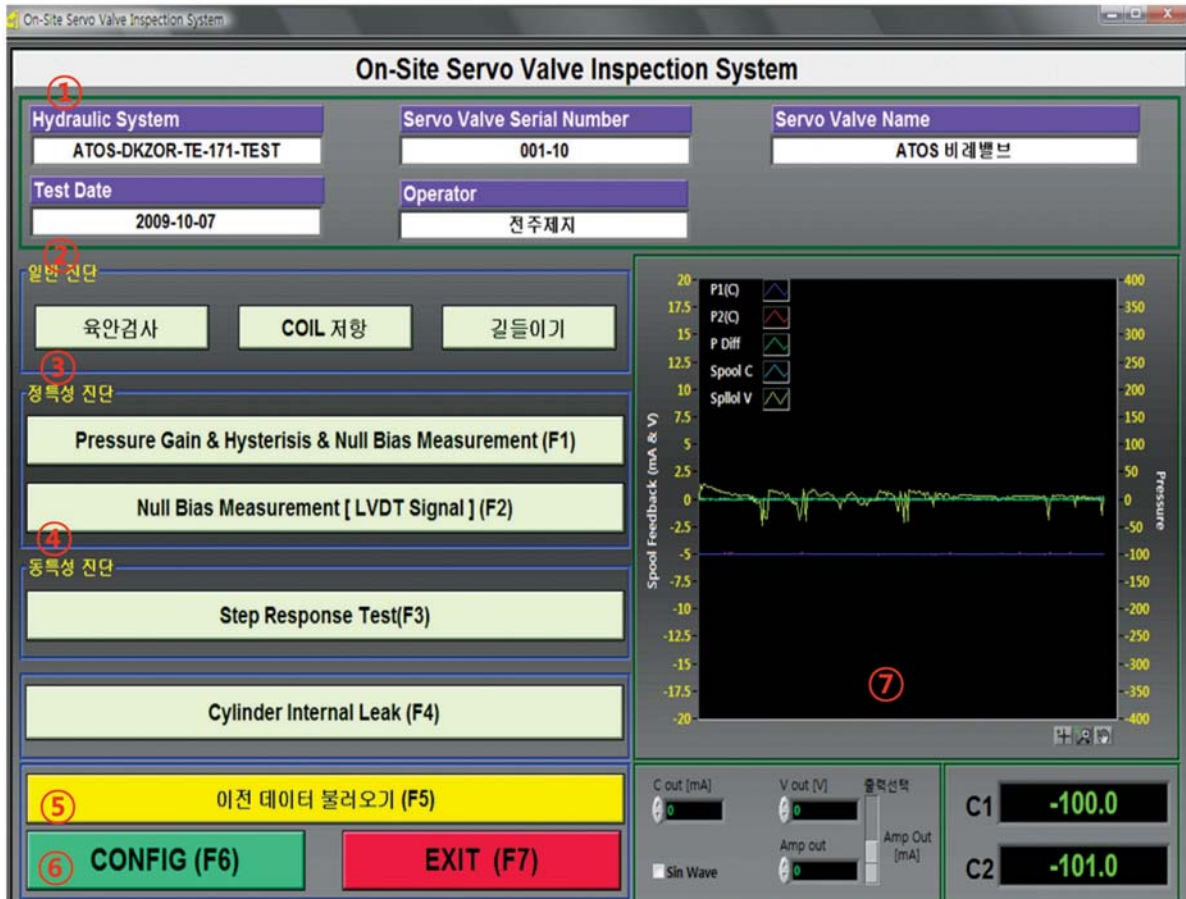 On-Site Servo Valve Inspection System
On-Site Servo Valve Inspection System
①
Hydraulic System
Servo Valve Serial Number
Servo Valve Name
ATOS-DKZOR-TE-171-TEST
001-10
ATOS 비례밸브
Test Date
Operator
2009-10-07
전주제지
②
일반 진단
육안검사
COIL 저항
길들이기
③
정특성 진단
Pressure Gain & Hysterisis & Null Bias Measurement (F1)
Null Bias Measurement [ LVDT Signal ] (F2)
④
동특성 진단
Step Response Test(F3)
Cylinder Internal Leak (F4)
⑤
이전 데이터 불러오기 (F5)
⑥
CONFIG (F6)
EXIT (F7)
P1(C)
P2(C)
P Diff
Spool C
Spllol V
Spool Feedback (mA & V)
20
17.5
15
12.5
10
7.5
5
2.5
0
-2.5
-5
-7.5
-10
-12.5
-15
-17.5
-20
400
350
300
250
200
150
100
50
0
-50
-100
-150
-200
-250
-300
-350
-400
Pressure
⑦
C out [mA]
0
V out [V]
0
출력선택
Amp out
0
Amp Out
[mA]
Sin Wave
C1
-100.0
C2
-101.0